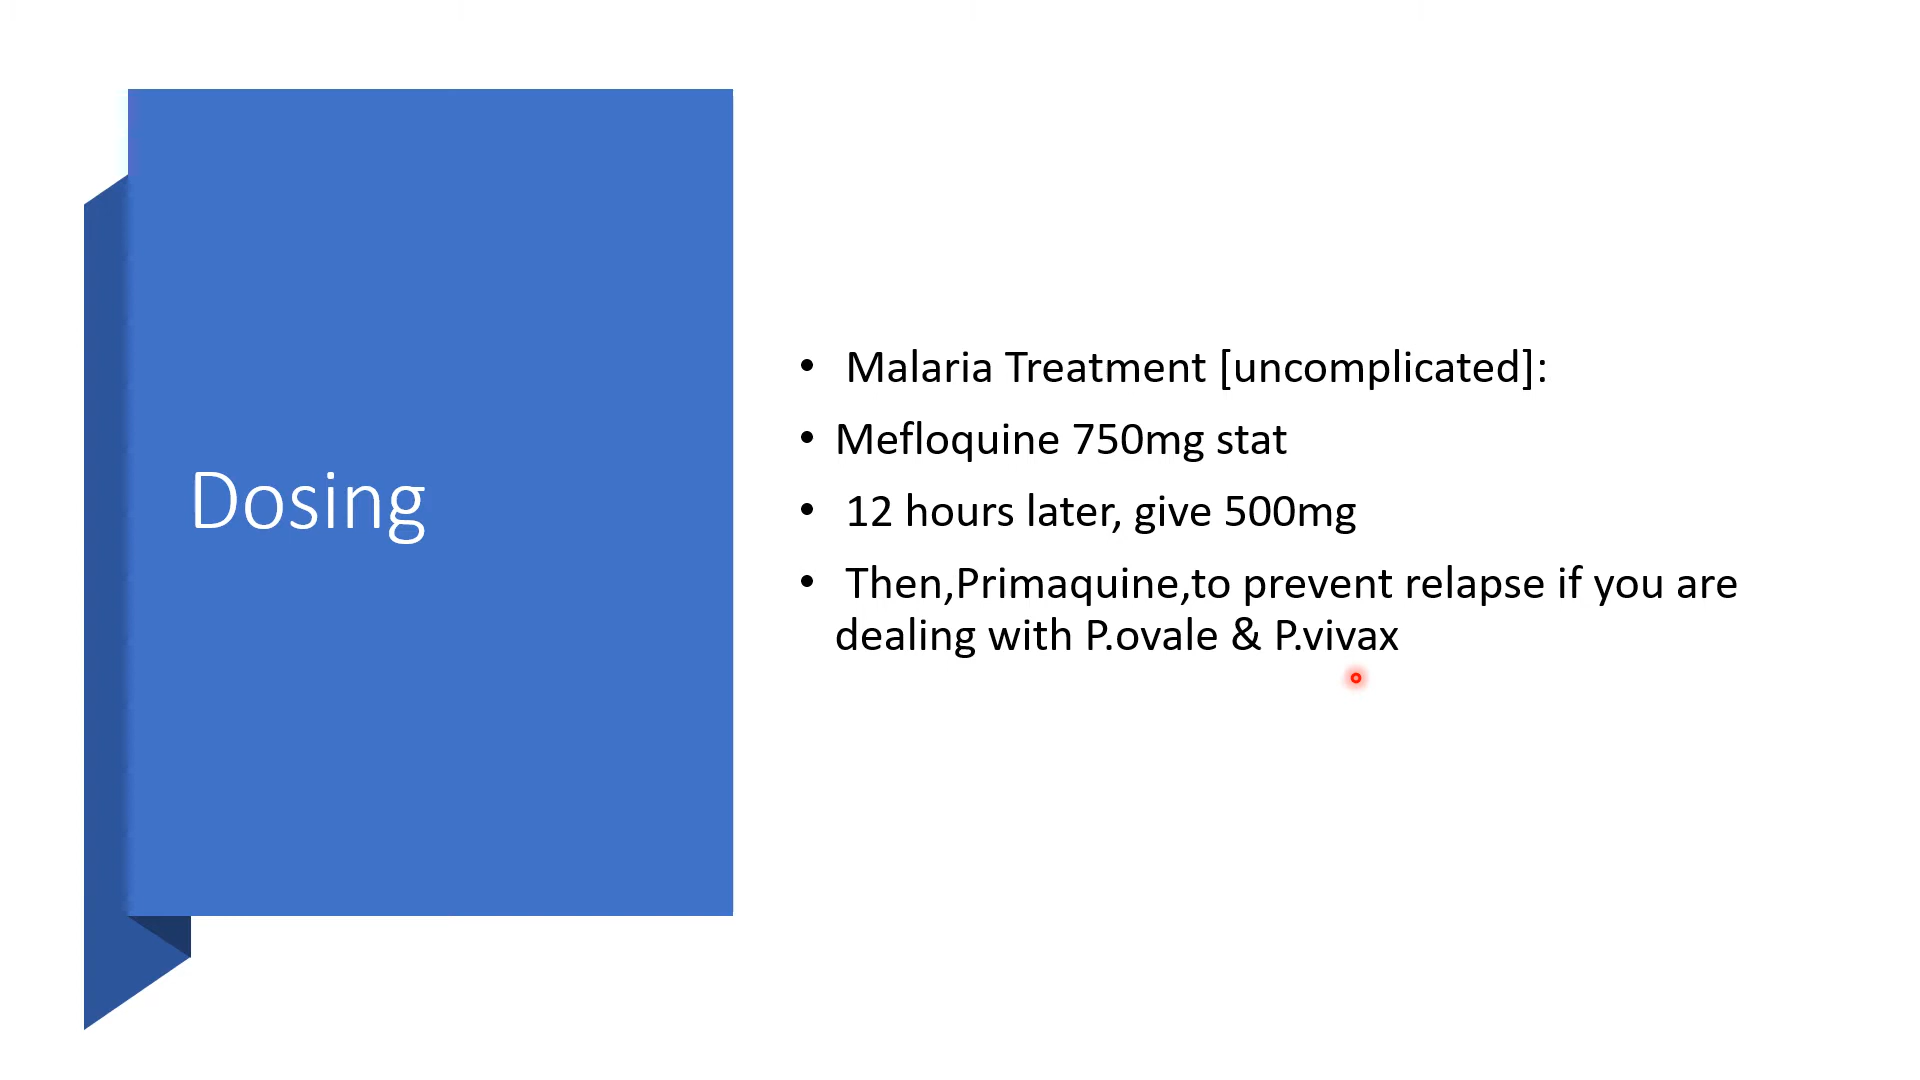 Dosing
• Malaria Treatment [uncomplicated]:
• Mefloquine 750mg stat
• 12 hours later, give 500mg
• Then,Primaquine,to prevent relapse if you are
dealing with P.ovale & P.vivax